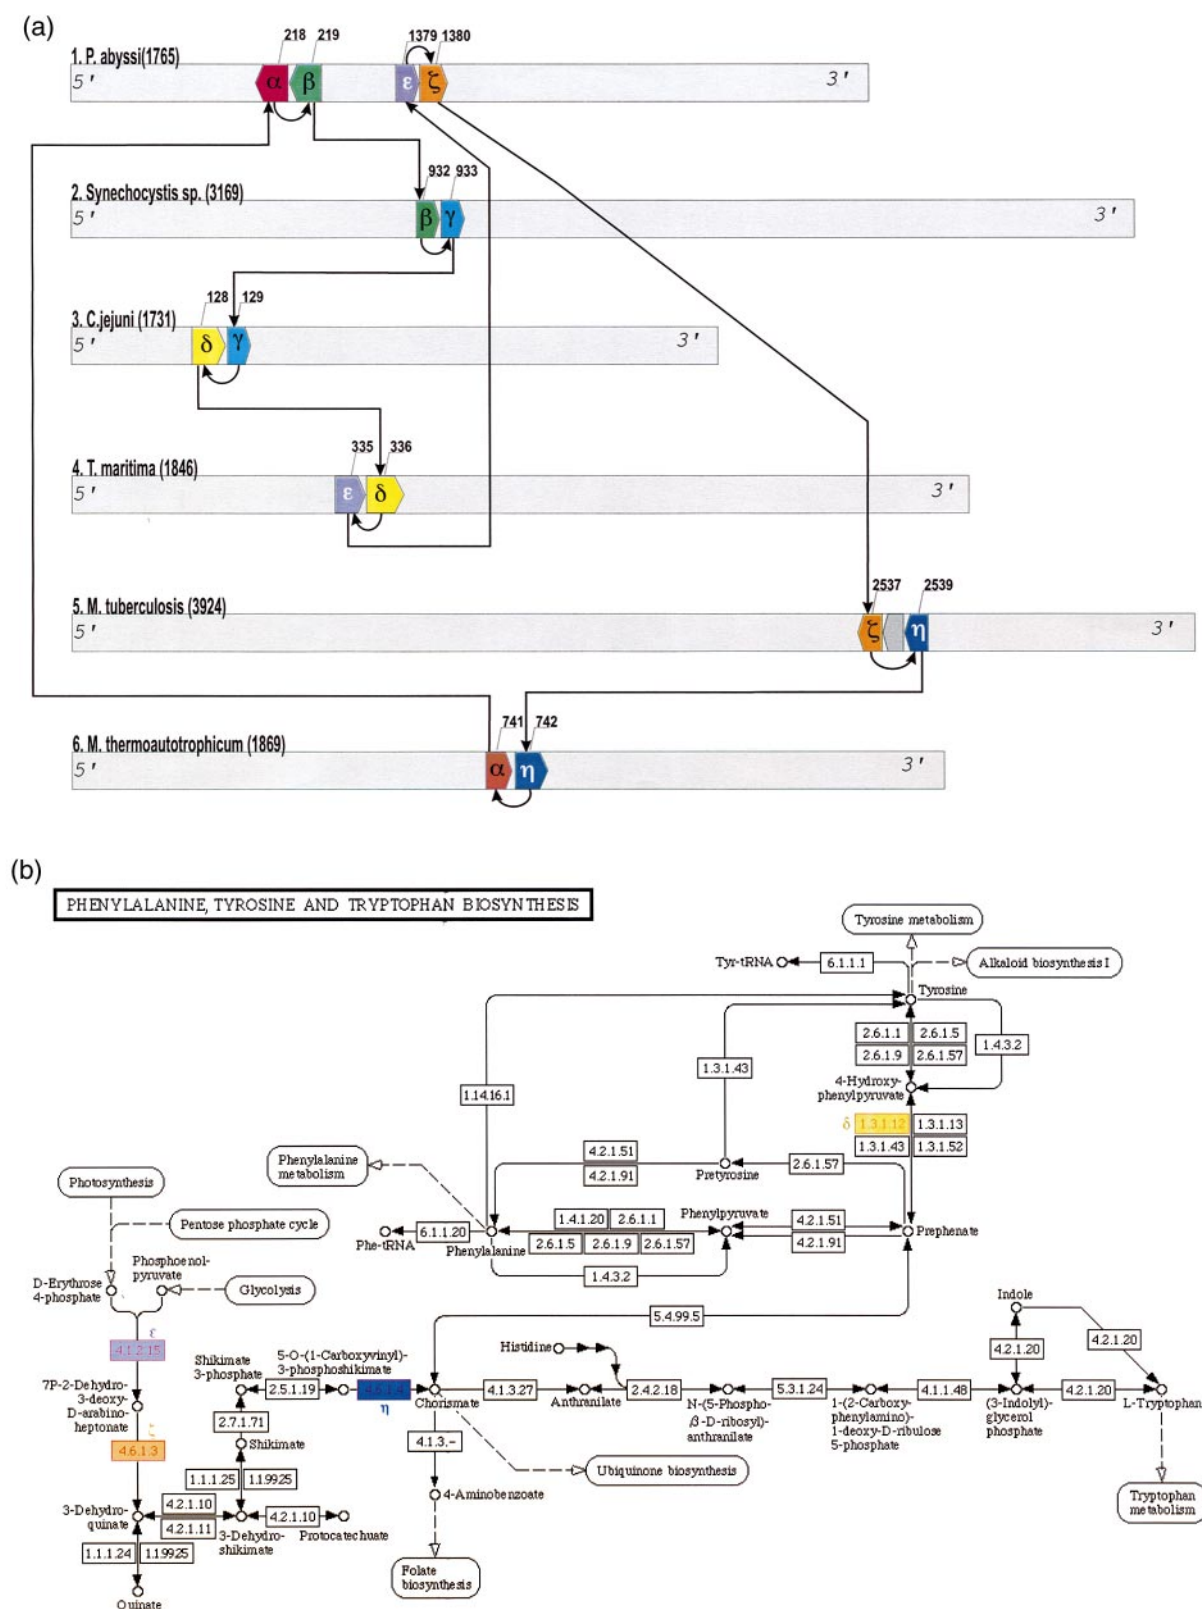 (a)
218 219 1379 1380
1. P. abyssi(1765)
5' α β ε ζ 3'
932 933
2. Synechocystis sp. (3169)
5' β γ 3'
128 129
3. C.jejuni (1731)
5' δ γ 3'
335 336
4. T. maritima (1846)
5' ε δ 3'
2537 2539
5. M. tuberculosis (3924)
5' ζ η 3'
741 742
6. M. thermoautotrophicum (1869)
5' α η 3'
(b)
PHENYLALANINE, TYROSINE AND TRYPTOPHAN BIOSYNTHESIS
Tyrosine metabolism
Tyr-tRNA 6.1.1.1 Alkaloid biosynthesis I
Tyrosine
2.6.1.1 2.6.1.5
2.6.1.9 2.6.1.57
1.4.3.2
1.3.1.43
1.14.16.1
4-Hydroxy-
phenylpyruvate
δ 1.3.1.12 1.3.1.13
1.3.1.43 1.3.1.52
Phenylalanine
metabolism
4.2.1.51
4.2.1.91
Pretyrosine
2.6.1.57
Photosynthesis
Pentose phosphate cycle
Phe-tRNA 6.1.1.20
Phenylalanine
1.4.1.20 2.6.1.1
2.6.1.5 2.6.1.9 2.6.1.57
1.4.3.2
Phenylpyruvate
4.2.1.51
4.2.1.91
Prephenate
Phosphoenol-
pyruvate
D-Erythrose
4-phosphate
Glycolysis
5.4.99.5
Indole
ε
4.1.2.15
4.2.1.20
4.2.1.20
7P-2-Dehydro-
3-deoxy-
D-arabino-
heptonate
Shikimate
3-phosphate
2.5.1.19
5-O-(1-Carboxyvinyl)-
3-phosphoshikimate
4.6.1.4
η
Chorismate
Histidine
4.1.3.27
Anthranilate
2.4.2.18
N-(5-Phospho-
β-D-ribosyl)-
anthranilate
5.3.1.24
1-(2-Carboxy-
phenylamino)-
1-deoxy-D-ribulose
5-phosphate
4.1.1.48
(3-Indolyl)-
glycerol
phosphate
4.2.1.20
L-Tryptophan
2.7.1.71
ζ
4.6.1.3
Shikimate
4.1.3.-
1.1.1.25 1.1.99.25
Ubiquinone biosynthesis
4-Aminobenzoate
Tryptophan
metabolism
3-Dehydro-
quinate
4.2.1.10
4.2.1.11
3-Dehydro-
shikimate
4.2.1.10
Protocatechuate
1.1.1.24 1.1.99.25
Folate
biosynthesis
Quinate